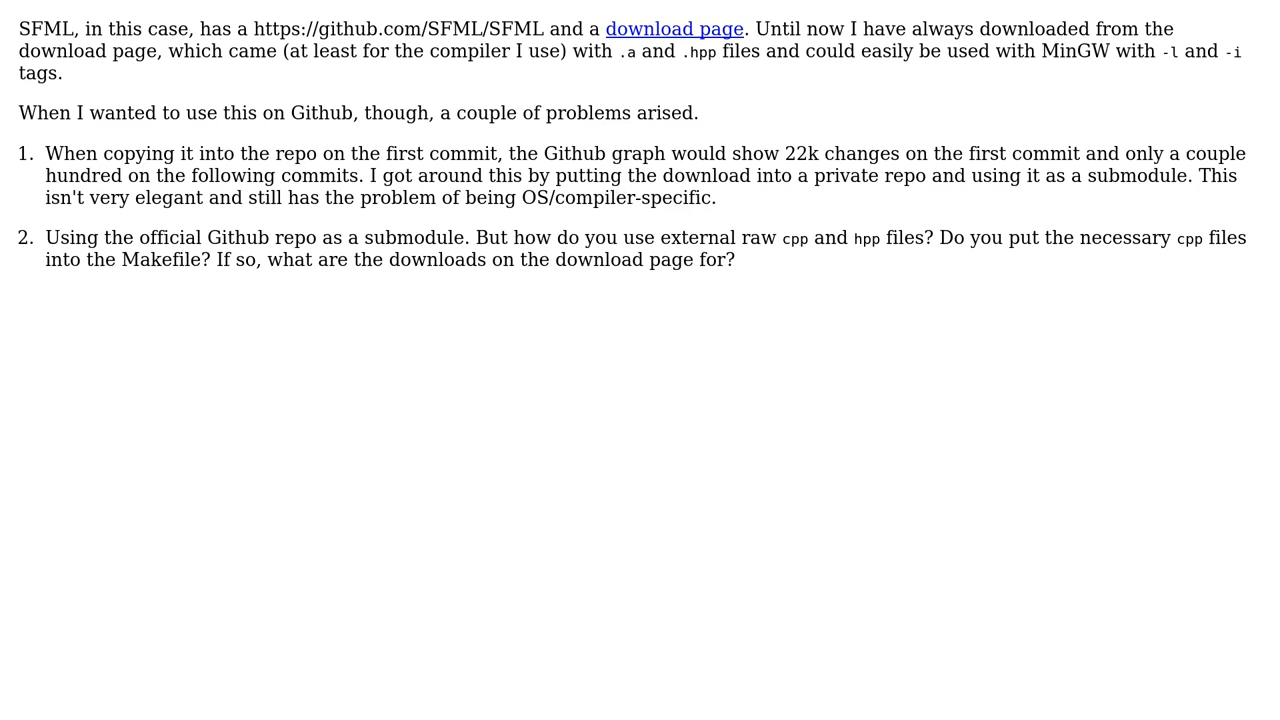 SFML, in this case, has a https://github.com/SFML/SFML and a download page. Until now I have always downloaded from the
download page, which came (at least for the compiler I use) with .a and .hpp files and could easily be used with MinGW with -l and -i
tags.
When I wanted to use this on Github, though, a couple of problems arised.
1. When copying it into the repo on the first commit, the Github graph would show 22k changes on the first commit and only a couple
hundred on the following commits. I got around this by putting the download into a private repo and using it as a submodule. This
isn't very elegant and still has the problem of being OS/compiler-specific.
2. Using the official Github repo as a submodule. But how do you use external raw cpp and hpp files? Do you put the necessary cpp files
into the Makefile? If so, what are the downloads on the download page for?